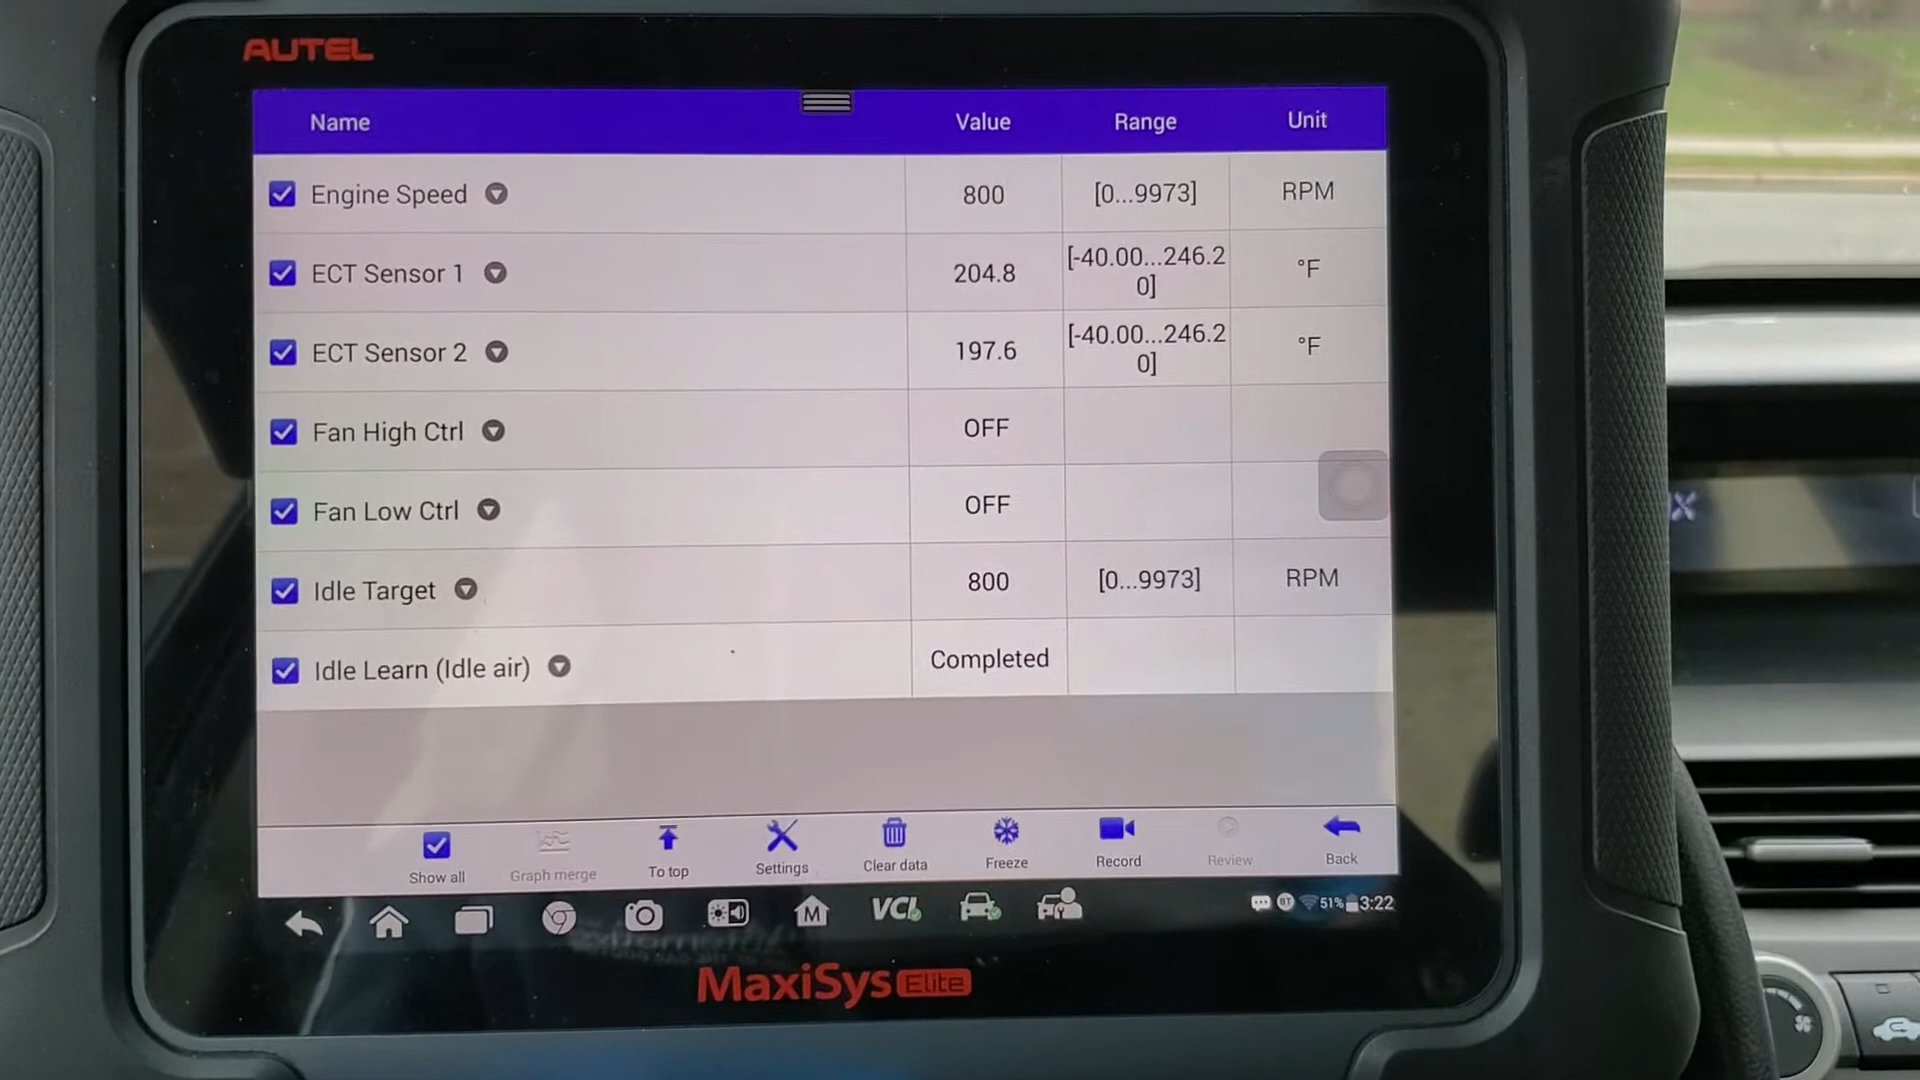 AUTEL
Name Value Range Unit
Engine Speed 800 [0...9973] RPM
ECT Sensor 1 204.8 [-40.00...246.2
0] °F
ECT Sensor 2 197.6 [-40.00...246.2
0] °F
Fan High Ctrl OFF
Fan Low Ctrl OFF
Idle Target 800 [0...9973] RPM
Idle Learn (Idle air) Completed
Show all Graph merge To top Settings Clear data Freeze Record Review Back
M VCI BT 51% 3:22
MaxiSys Elite